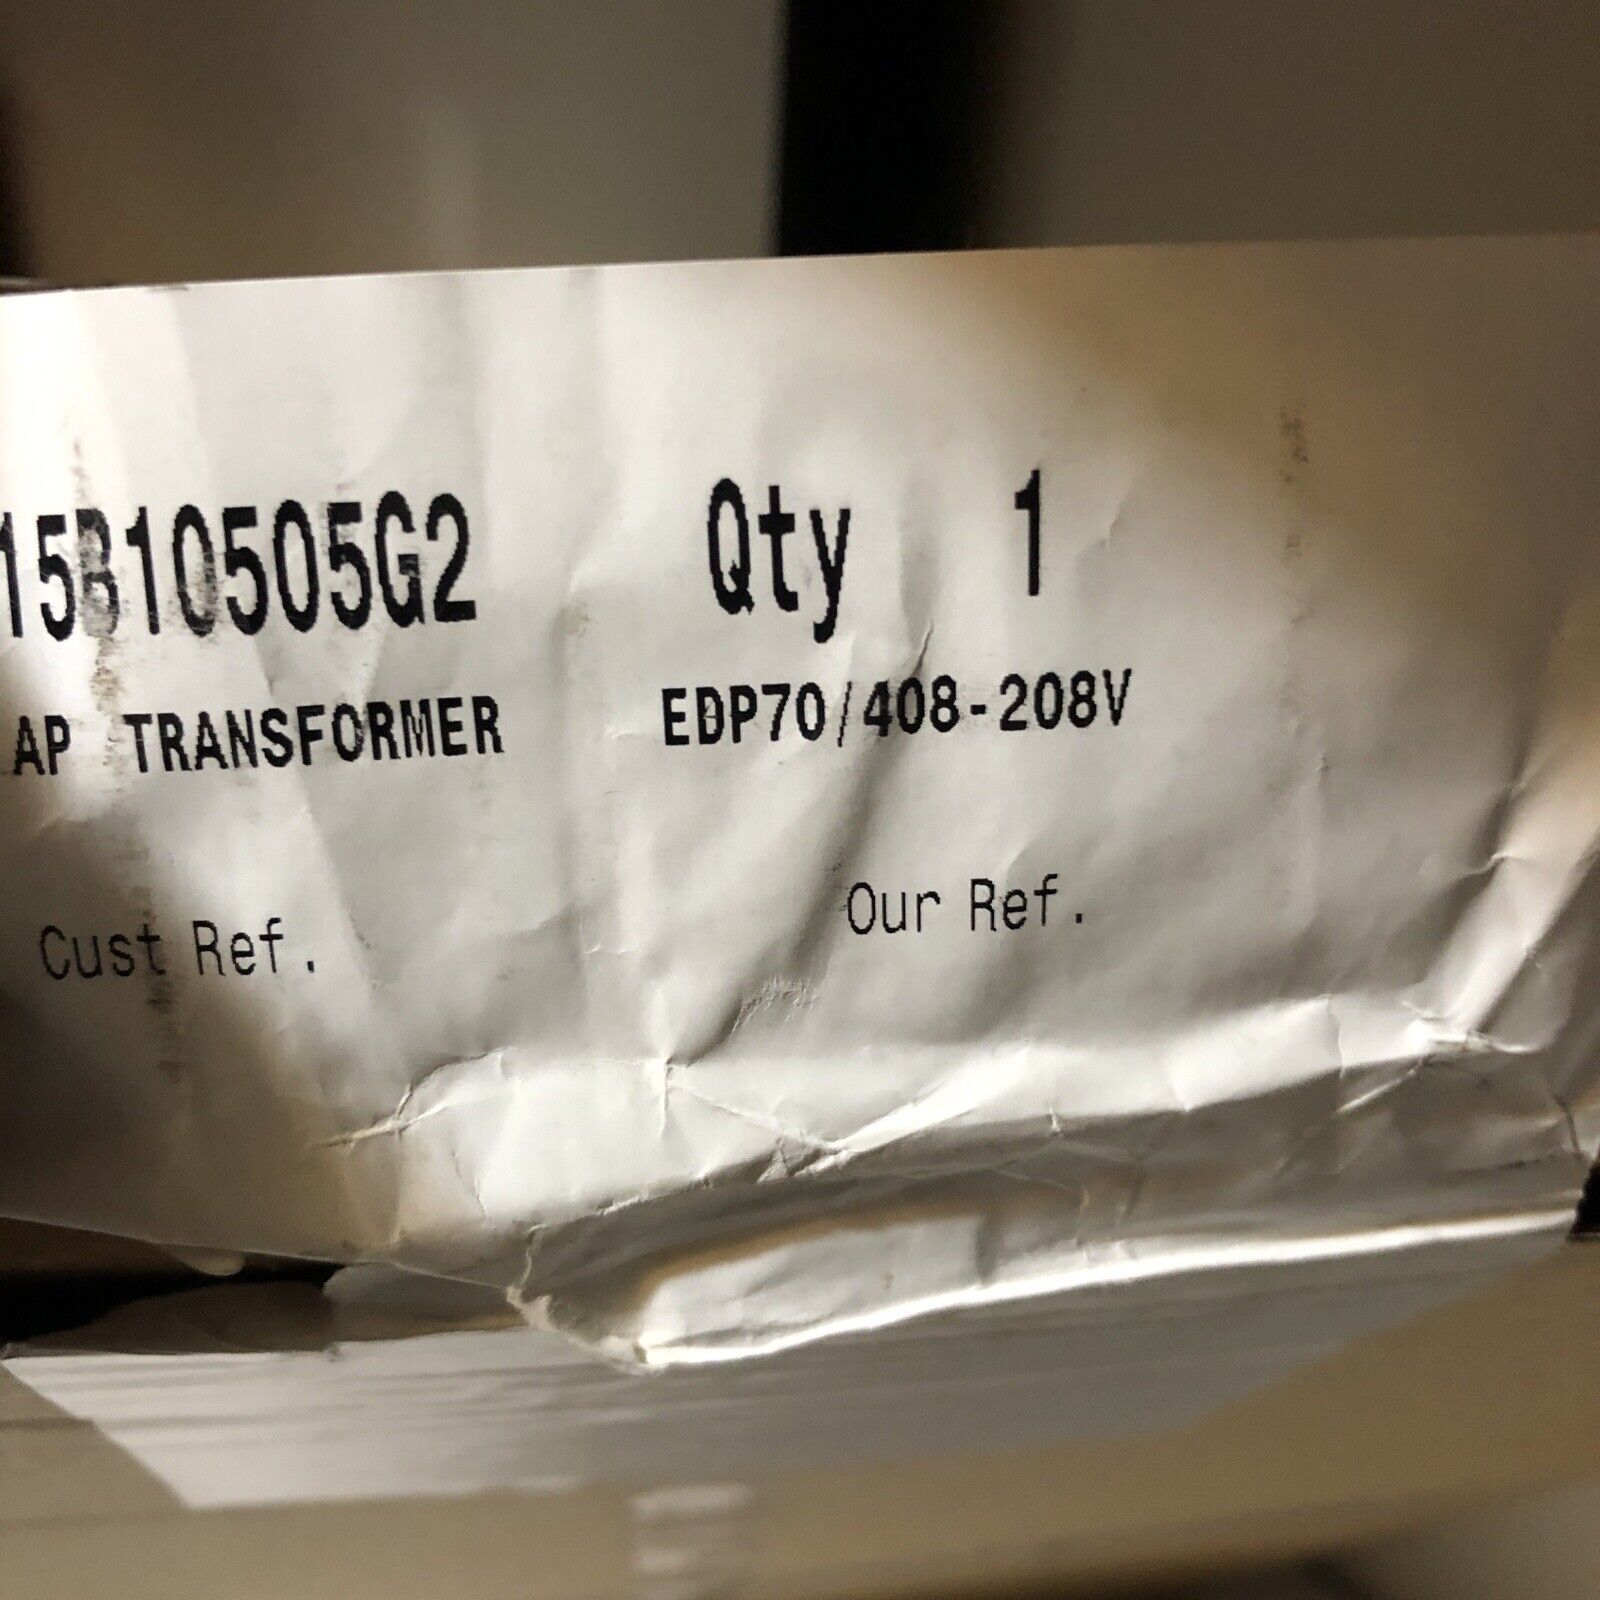 15B10505G2 Qty 1
AP TRANSFORMER EDP70/408-208V
Cust Ref. Our Ref.